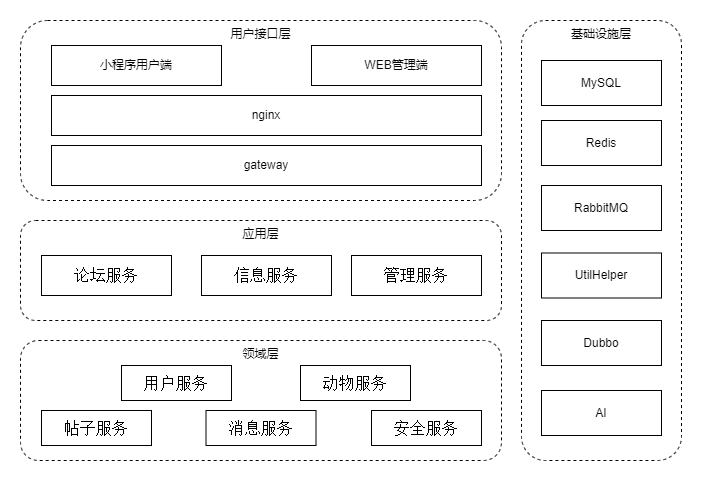 用户接口层
小程序用户端
WEB管理端
nginx
gateway
应用层
论坛服务
信息服务
管理服务
领域层
用户服务
动物服务
帖子服务
消息服务
安全服务
基础设施层
MySQL
Redis
RabbitMQ
UtilHelper
Dubbo
AI